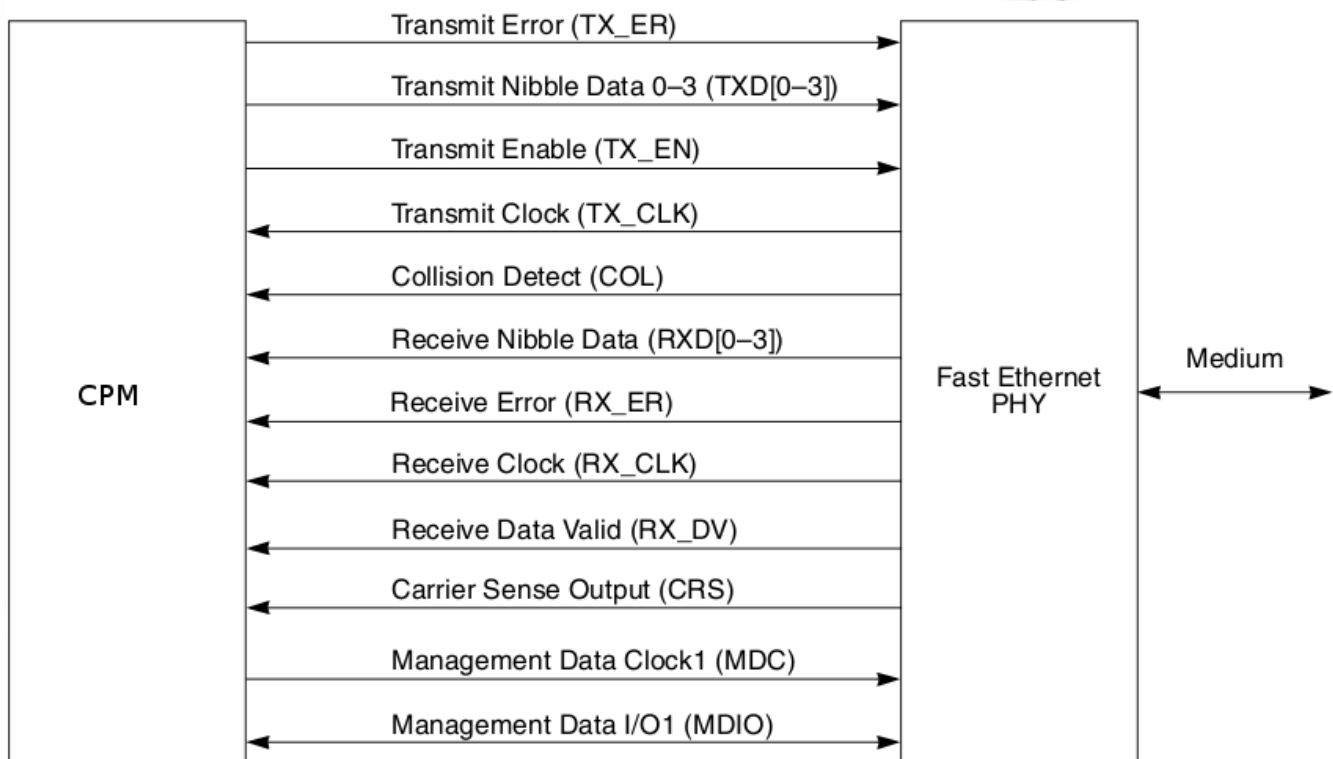 Transmit Error (TX_ER)
Transmit Nibble Data 0–3 (TXD[0–3])
Transmit Enable (TX_EN)
Transmit Clock (TX_CLK)
Collision Detect (COL)
Receive Nibble Data (RXD[0–3])
Receive Error (RX_ER)
Receive Clock (RX_CLK)
Receive Data Valid (RX_DV)
Carrier Sense Output (CRS)
Management Data Clock1 (MDC)
Management Data I/O1 (MDIO)
CPM
Fast Ethernet
PHY
Medium